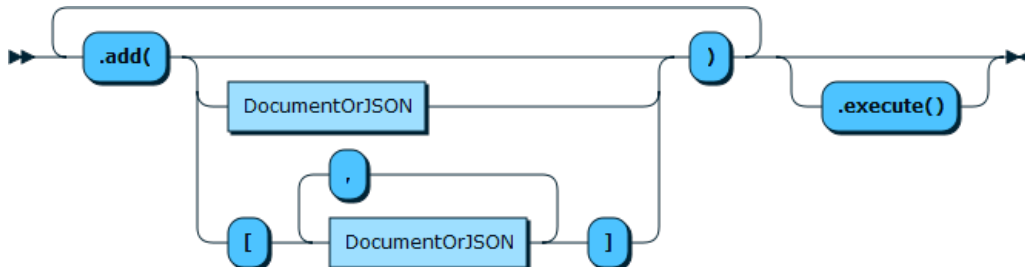 .add( )
DocumentOrJSON .execute()
,
[ DocumentOrJSON ]